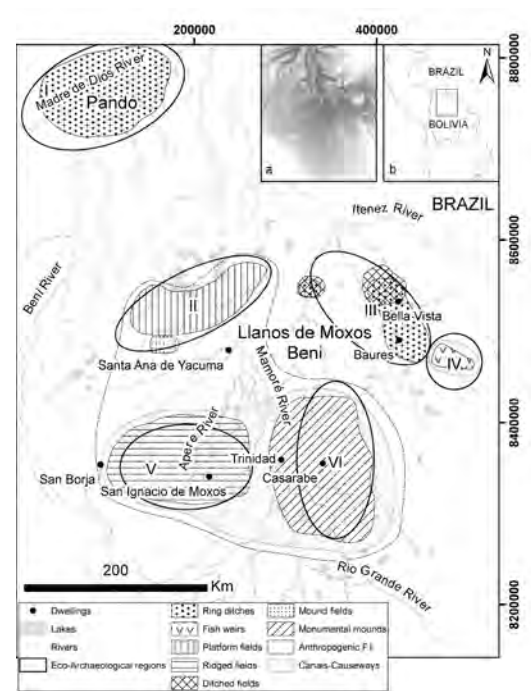 200000
400000
8800000
8600000
8400000
8200000
N
a
b
BRAZIL
BOLIVIA
I
Madre de Dios River
Pando
BRAZIL
Itenez River
Beni River
II
III
Bella Vista
Llanos de Moxos
Beni
Baures
IV
Santa Ana de Yacuma
Mamoré River
Apere River
V
Trinidad
VI
Casarabe
San Borja
San Ignacio de Moxos
Rio Grande River
200
Km
Dwellings
Lakes
Rivers
Eco-Archaeological regions
Ring ditches
Fish weirs
Platform fields
Ridged fields
Ditched fields
Mound fields
Monumental mounds
Anthropogenic
Canals-Causeways